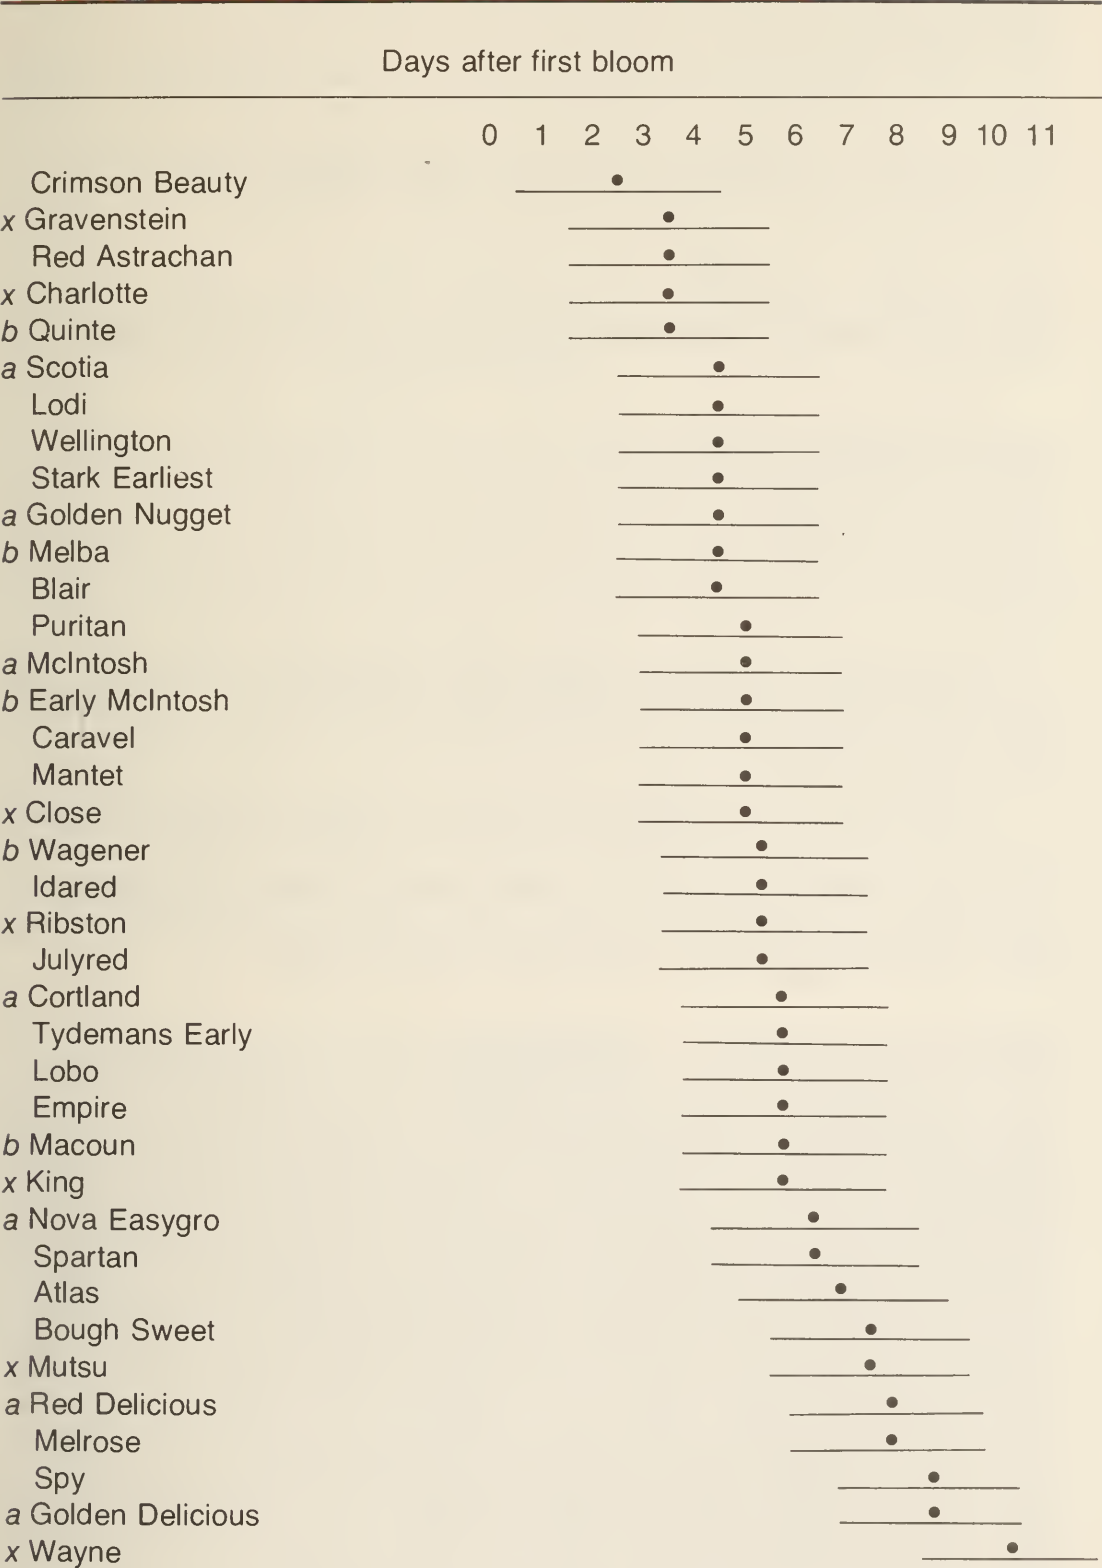 Days after first bloom
0 1 2 3 4 5 6 7 8 9 10 11
Crimson Beauty
x Gravenstein
Red Astrachan
x Charlotte
b Quinte
a Scotia
Lodi
Wellington
Stark Earliest
a Golden Nugget
b Melba
Blair
Puritan
a McIntosh
b Early McIntosh
Caravel
Mantet
x Close
b Wagener
Idared
x Ribston
Julyred
a Cortland
Tydemans Early
Lobo
Empire
b Macoun
x King
a Nova Easygro
Spartan
Atlas
Bough Sweet
x Mutsu
a Red Delicious
Melrose
Spy
a Golden Delicious
x Wayne